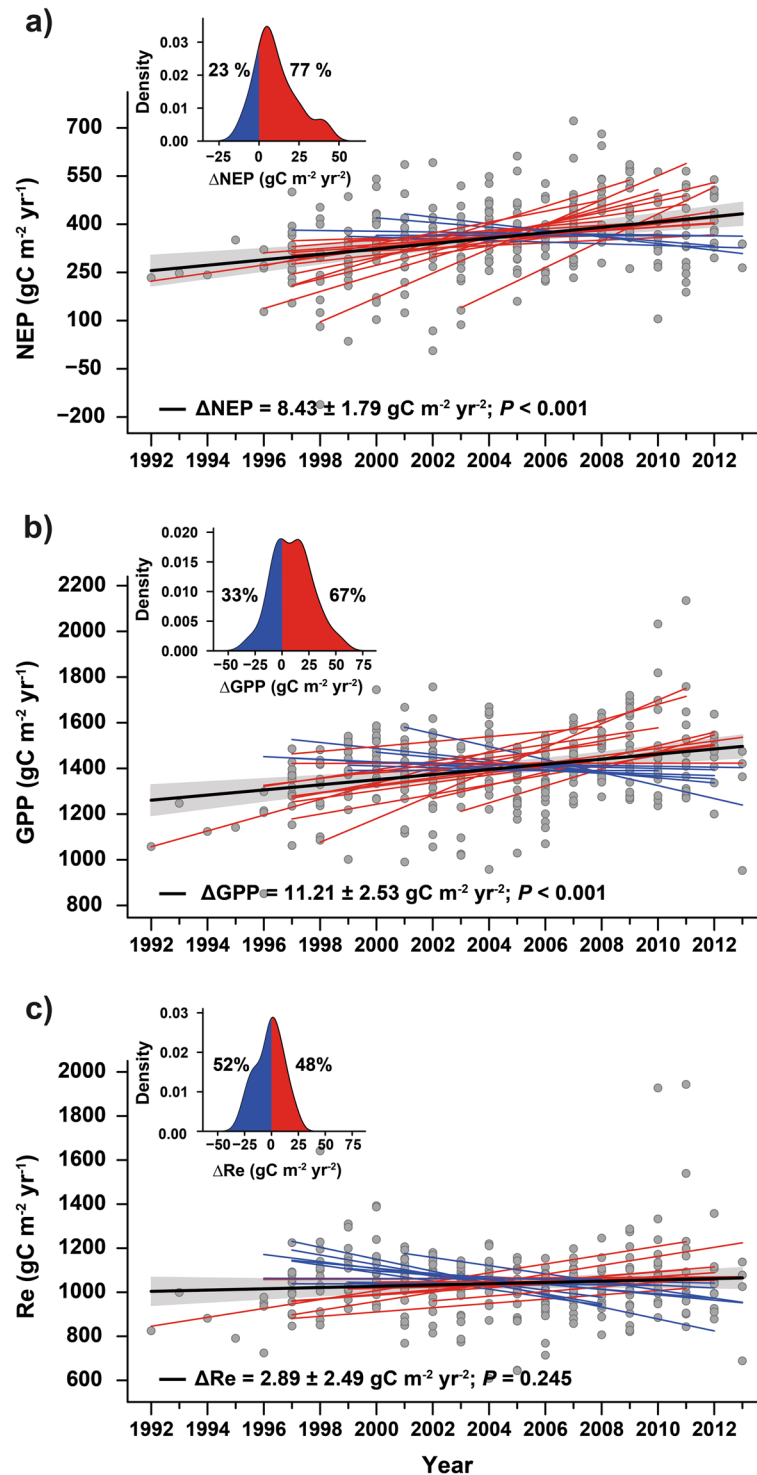 a)
Density
0.03
0.02
0.01
0.00
23 %
77 %
−25 0 25 50
ΔNEP (gC m-2 yr-2)
NEP (gC m-2 yr-1)
700
550
400
250
100
−50
−200
ΔNEP = 8.43 ± 1.79 gC m-2 yr-2; P < 0.001
1992 1994 1996 1998 2000 2002 2004 2006 2008 2010 2012
b)
Density
0.020
0.015
0.010
0.005
0.000
33%
67%
−50 −25 0 25 50 75
ΔGPP (gC m-2 yr-2)
GPP (gC m-2 yr-1)
2200
2000
1800
1600
1400
1200
1000
800
ΔGPP = 11.21 ± 2.53 gC m-2 yr-2; P < 0.001
1992 1994 1996 1998 2000 2002 2004 2006 2008 2010 2012
c)
Density
0.03
0.02
0.01
0.00
52%
48%
−50 −25 0 25 50 75
ΔRe (gC m-2 yr-2)
Re (gC m-2 yr-1)
2000
1800
1600
1400
1200
1000
800
600
ΔRe = 2.89 ± 2.49 gC m-2 yr-2; P = 0.245
1992 1994 1996 1998 2000 2002 2004 2006 2008 2010 2012
Year